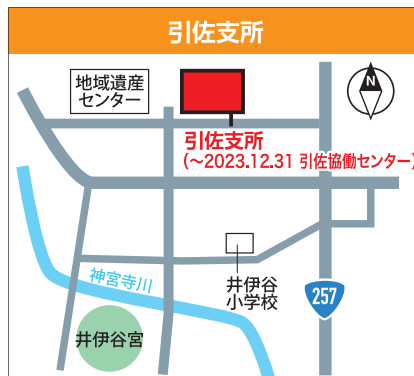 引佐支所
地域遺産
センター
N
引佐支所
(～2023.12.31 引佐協働センター)
神宮寺川
井伊谷
小学校
257
井伊谷宮